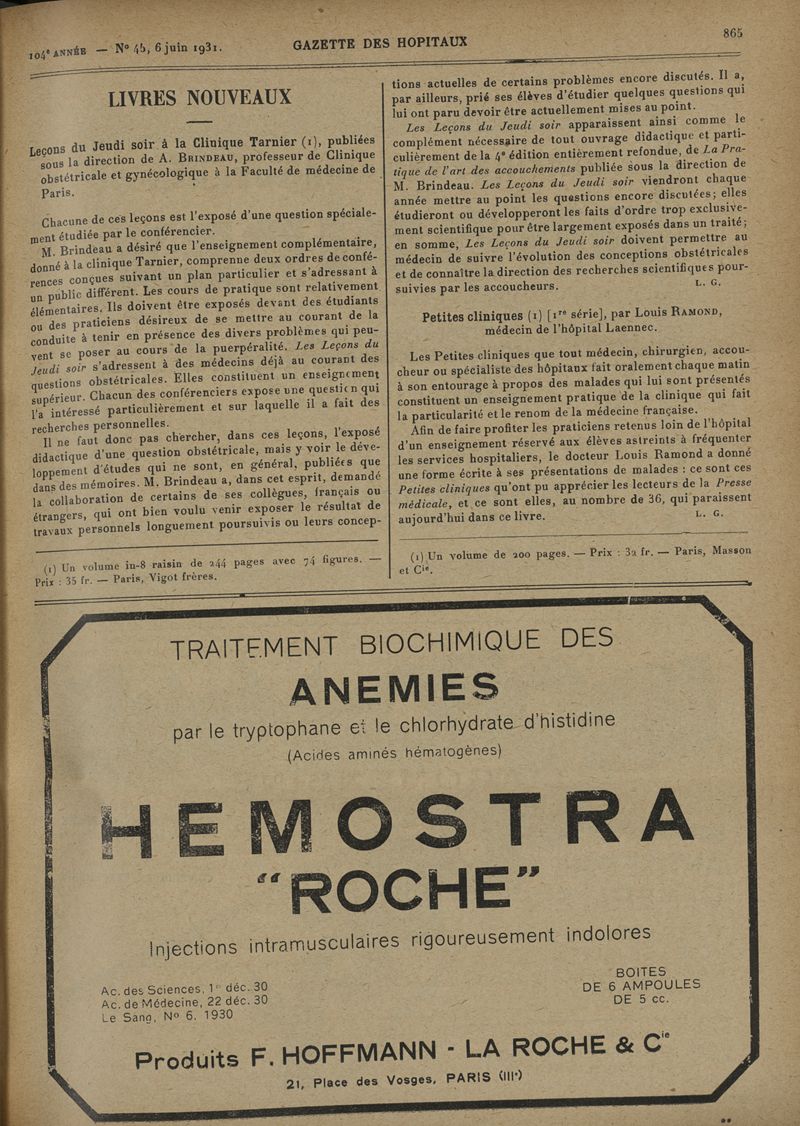 104e ANNÉE — No 45, 6 juin 1931.
GAZETTE DES HOPITAUX
865
LIVRES NOUVEAUX
Leçons du Jeudi soir à la Clinique Tarnier (1), publiées
sous la direction de A. BRINDEAU, professeur de Clinique
obstétricale et gynécologique à la Faculté de médecine de
Paris.
Chacune de ces leçons est l'exposé d'une question spéciale-
ment étudiée par le conférencier.
M. Brindeau a désiré que l'enseignement complémentaire,
donné à la clinique Tarnier, comprenne deux ordres de confé-
rences conçues suivant un plan particulier et s'adressant à
un public différent. Les cours de pratique sont relativement
élémentaires. Ils doivent être exposés devant des étudiants
ou des praticiens désireux de se mettre au courant de la
conduite à tenir en présence des divers problèmes qui peu-
vent se poser au cours de la puerpéralité. Les Leçons du
Jeudi soir s'adressent à des médecins déjà au courant des
questions obstétricales. Elles constituent un enseignement
supérieur. Chacun des conférenciers expose une question qui
l'a intéressé particulièrement et sur laquelle il a fait des
recherches personnelles.
Il ne faut donc pas chercher, dans ces leçons, l'exposé
didactique d'une question obstétricale, mais y voir le déve-
loppement d'études qui ne sont, en général, publiées que
dans des mémoires. M. Brindeau a, dans cet esprit, demandé
la collaboration de certains de ses collègues, français ou
étrangers, qui ont bien voulu venir exposer le résultat de
travaux personnels longuement poursuivis ou leurs concep-
(1) Un volume in-8 raisin de 244 pages avec 74 figures. —
Prix : 35 fr. — Paris, Vigot frères.
tions actuelles de certains problèmes encore discutés. Il a,
par ailleurs, prié ses élèves d'étudier quelques questions qui
lui ont paru devoir être actuellement mises au point.
Les Leçons du Jeudi soir apparaissent ainsi comme le
complément nécessaire de tout ouvrage didactique et parti-
culièrement de la 4e édition entièrement refondue, de La Pra-
tique de l'art des accouchements publiée sous la direction de
M. Brindeau. Les Leçons du Jeudi soir viendront chaque
année mettre au point les questions encore discutées; elles
étudieront ou développeront les faits d'ordre trop exclusive-
ment scientifique pour être largement exposés dans un traité;
en somme, Les Leçons du Jeudi soir doivent permettre au
médecin de suivre l'évolution des conceptions obstétricales
et de connaître la direction des recherches scientifiques pour-
suivies par les accoucheurs. L. G.
Petites cliniques (1) [1re série], par Louis RAMOND,
médecin de l'hôpital Laennec.
Les Petites cliniques que tout médecin, chirurgien, accou-
cheur ou spécialiste des hôpitaux fait oralement chaque matin
à son entourage à propos des malades qui lui sont présentés
constituent un enseignement pratique de la clinique qui fait
la particularité et le renom de la médecine française.
Afin de faire profiter les praticiens retenus loin de l'hôpital
d'un enseignement réservé aux élèves astreints à fréquenter
les services hospitaliers, le docteur Louis Ramond a donné
une forme écrite à ses présentations de malades : ce sont ces
Petites cliniques qu'ont pu apprécier les lecteurs de la Presse
médicale, et ce sont elles, au nombre de 36, qui paraissent
aujourd'hui dans ce livre. L. G.
(1) Un volume de 200 pages. — Prix : 32 fr. — Paris, Masson
et Cie.
TRAITEMENT BIOCHIMIQUE DES
ANEMIES
par le tryptophane et le chlorhydrate d'histidine
(Acides aminés hématogènes)
HEMOSTRA
"ROCHE"
Injections intramusculaires rigoureusement indolores
Ac. des Sciences, 1er déc. 30
Ac. de Médecine, 22 déc. 30
Le Sang, No 6, 1930
BOITES
DE 6 AMPOULES
DE 5 cc.
Produits F. HOFFMANN - LA ROCHE & Cie
21, Place des Vosges, PARIS (IIIe)